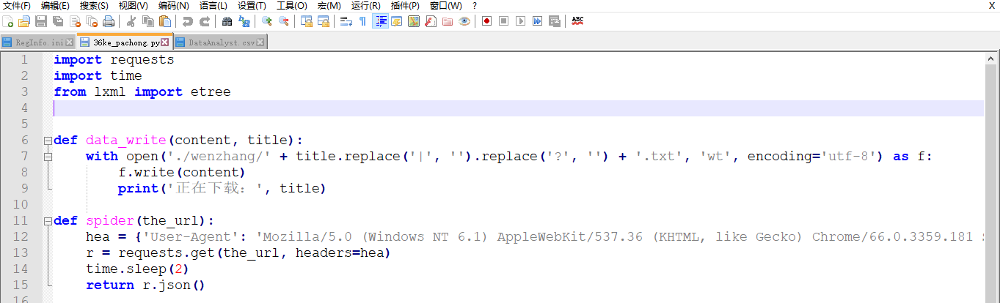 文件(F) 编辑(E) 搜索(S) 视图(V) 编码(N) 语言(L) 设置(T) 工具(O) 宏(M) 运行(R) 插件(P) 窗口(W) ? X
ABC
RegInfo.ini 36ke_pachong.py DataAnalyst.csv
1 import requests
2 import time
3 from lxml import etree
4
5
6 def data_write(content, title):
7 with open('./wenzhang/' + title.replace('|', '').replace('?', '') + '.txt', 'wt', encoding='utf-8') as f:
8 f.write(content)
9 print('正在下载: ', title)
10
11 def spider(the_url):
12 hea = {'User-Agent': 'Mozilla/5.0 (Windows NT 6.1) AppleWebKit/537.36 (KHTML, like Gecko) Chrome/66.0.3359.181
13 r = requests.get(the_url, headers=hea)
14 time.sleep(2)
15 return r.json()
16